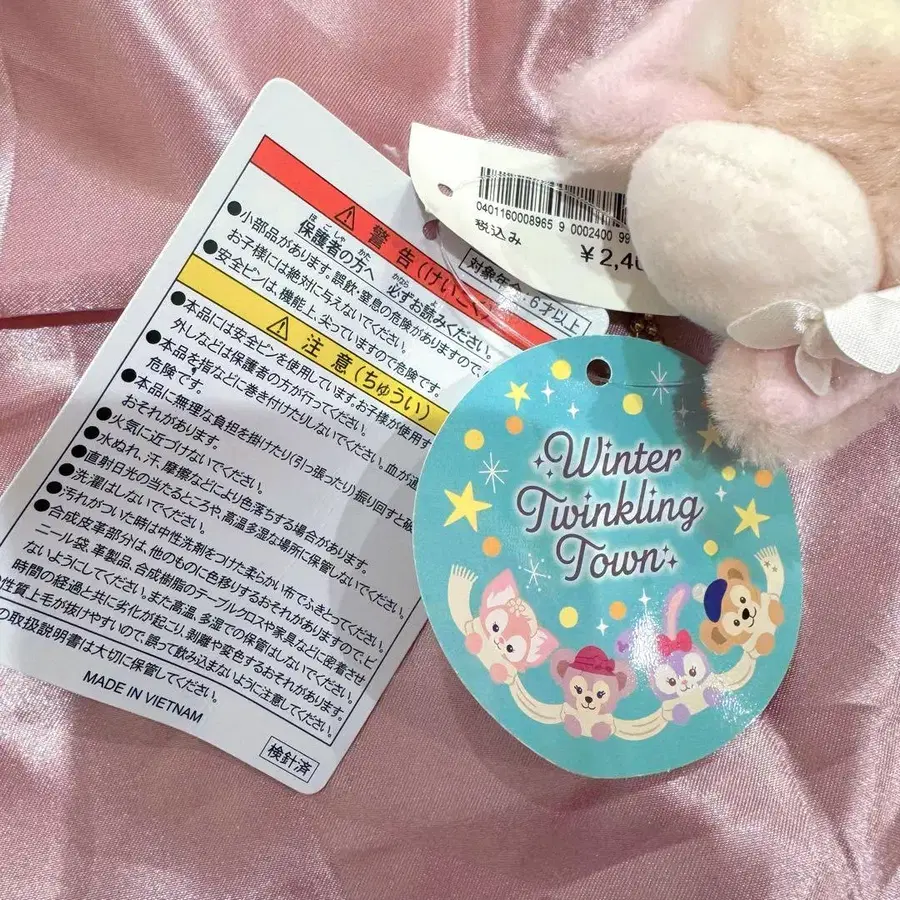 警告(けいこく)
対象年令・6才以上
ほごしゃ かた かなら よ
保護者の方へ 必ずお読みください。
●小部品があります。誤飲・窒息の危険がありますので、
お子様には絶対に与えないでください。
●安全ピンは、機能上、尖っていますので危険です。
注意(ちゅうい)
●本品には安全ピンを使用しています。お子様が使用す
外しなどは保護者の方が行ってください。
●本品を指などに巻き付けたりしないでください。血が通
危険です。
●本品に無理な負担を掛けたり(引っ張ったり)振り回すと破
おそれがあります。
●火気に近づけないでください。
●水ぬれ、汗、摩擦などにより色落ちする場合があります。
●直射日光の当たるところや、高温多湿な場所に保管しないでください。
●洗濯はしないでください。
●汚れがついた時は中性洗剤をつけた柔らかい布でふきとってください。
●合成皮革部分は、他のものに色移りするおそれがありますので、ビ
ニール袋、革製品、合成樹脂のテーブルクロスや家具などに密着させ
ないようにしてください。また高温、多湿での保管はしないでください。
時間の経過と共に劣化が起こり、剥離や変色するおそれがあります。
性質上毛が抜けやすいので、誤って飲み込まないように注意してください。
の取扱説明書は大切に保管してください。
MADE IN VIETNAM
検針済
0401160008965 9 0002400 99
税込み
¥2,40
Winter
Twinkling
Town